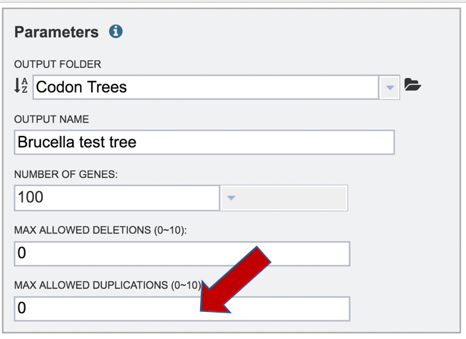 Parameters
OUTPUT FOLDER
Codon Trees
OUTPUT NAME
Brucella test tree
NUMBER OF GENES:
100
MAX ALLOWED DELETIONS (0~10):
0
MAX ALLOWED DUPLICATIONS (0~10)
0